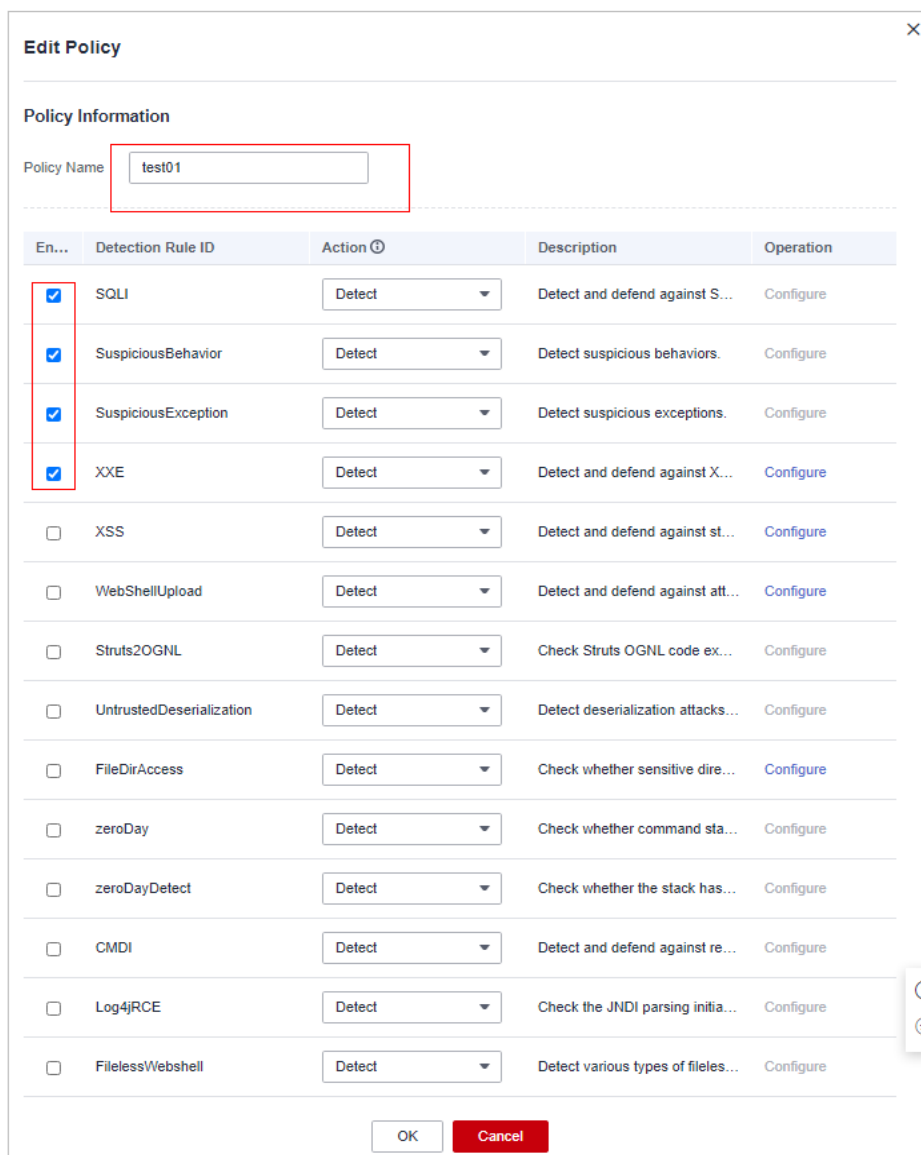 Edit Policy
Policy Information
Policy Name test01
En... Detection Rule ID Action Description Operation
SQLI Detect Detect and defend against S... Configure
SuspiciousBehavior Detect Detect suspicious behaviors. Configure
SuspiciousException Detect Detect suspicious exceptions. Configure
XXE Detect Detect and defend against X... Configure
XSS Detect Detect and defend against st... Configure
WebShellUpload Detect Detect and defend against att... Configure
Struts2OGNL Detect Check Struts OGNL code ex... Configure
UntrustedDeserialization Detect Detect deserialization attacks... Configure
FileDirAccess Detect Check whether sensitive dire... Configure
zeroDay Detect Check whether command sta... Configure
zeroDayDetect Detect Check whether the stack has... Configure
CMDI Detect Detect and defend against re... Configure
Log4jRCE Detect Check the JNDI parsing initia... Configure
FilelessWebshell Detect Detect various types of fileles... Configure
OK Cancel